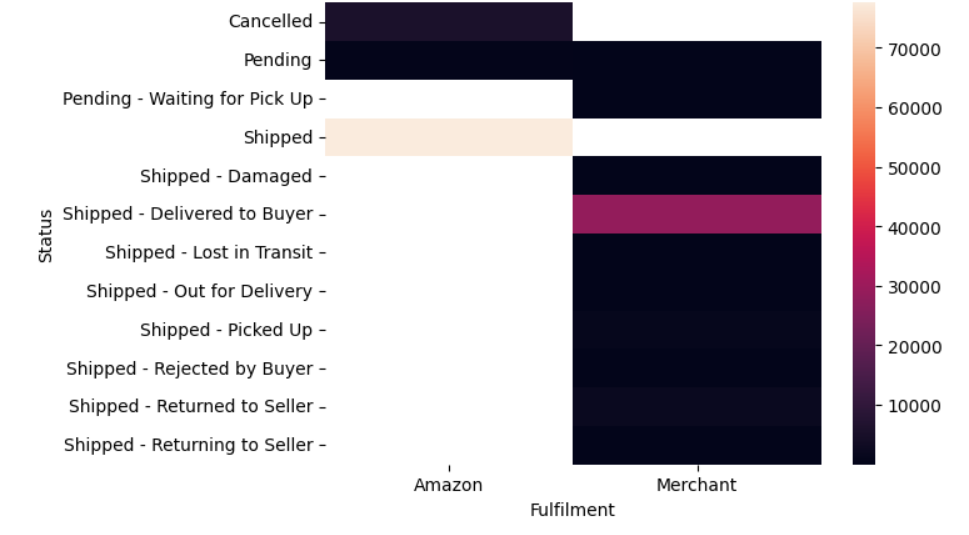 Cancelled
Pending
Pending - Waiting for Pick Up
Shipped
Shipped - Damaged
Shipped - Delivered to Buyer
Shipped - Lost in Transit
Shipped - Out for Delivery
Shipped - Picked Up
Shipped - Rejected by Buyer
Shipped - Returned to Seller
Shipped - Returning to Seller
Status
Amazon
Merchant
Fulfilment
70000
60000
50000
40000
30000
20000
10000